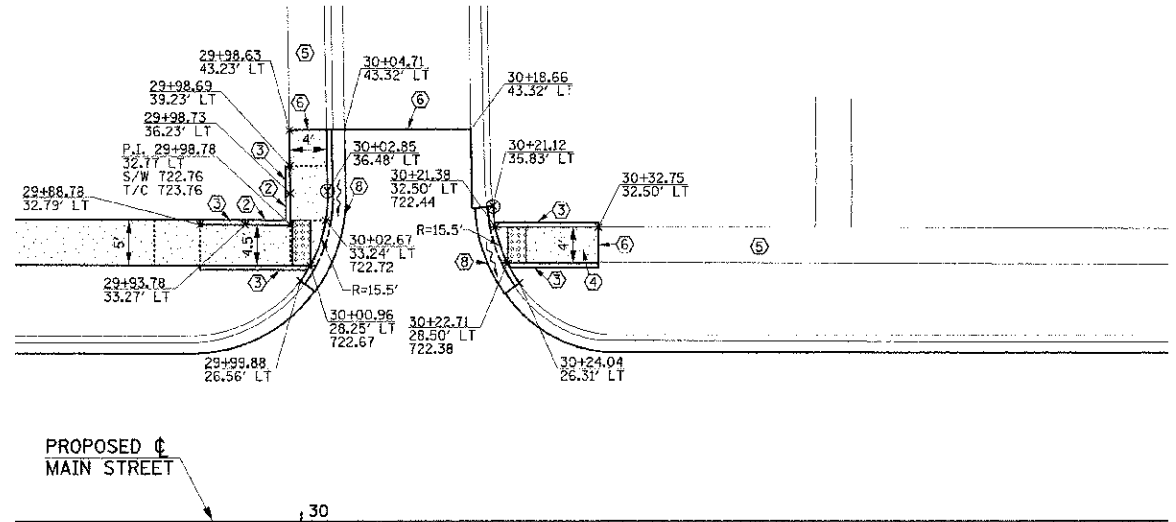 29+98.63
43.23' LT
5
30+04.71
43.32' LT
30+18.66
43.32' LT
29+98.69
39.23' LT
6
6
29+98.73
36.23' LT
4'
P.I. 29+98.78
32.77 LT
S/W 722.76
T/C 723.76
3
30+02.85
36.48' LT
30+21.12
35.83' LT
30+21.38
32.50' LT
722.44
30+32.75
32.50' LT
29+88.78
32.79' LT
3
2
2
8
3
5'
4.5'
R=15.5'
4'
6
5
30+02.67
33.24' LT
722.72
8
3
4
29+93.78
33.27' LT
3
R=15.5'
30+00.96
28.25' LT
722.67
30+22.71
28.50' LT
722.38
29+99.88
26.56' LT
30+24.04
26.31' LT
PROPOSED ℄
MAIN STREET
30